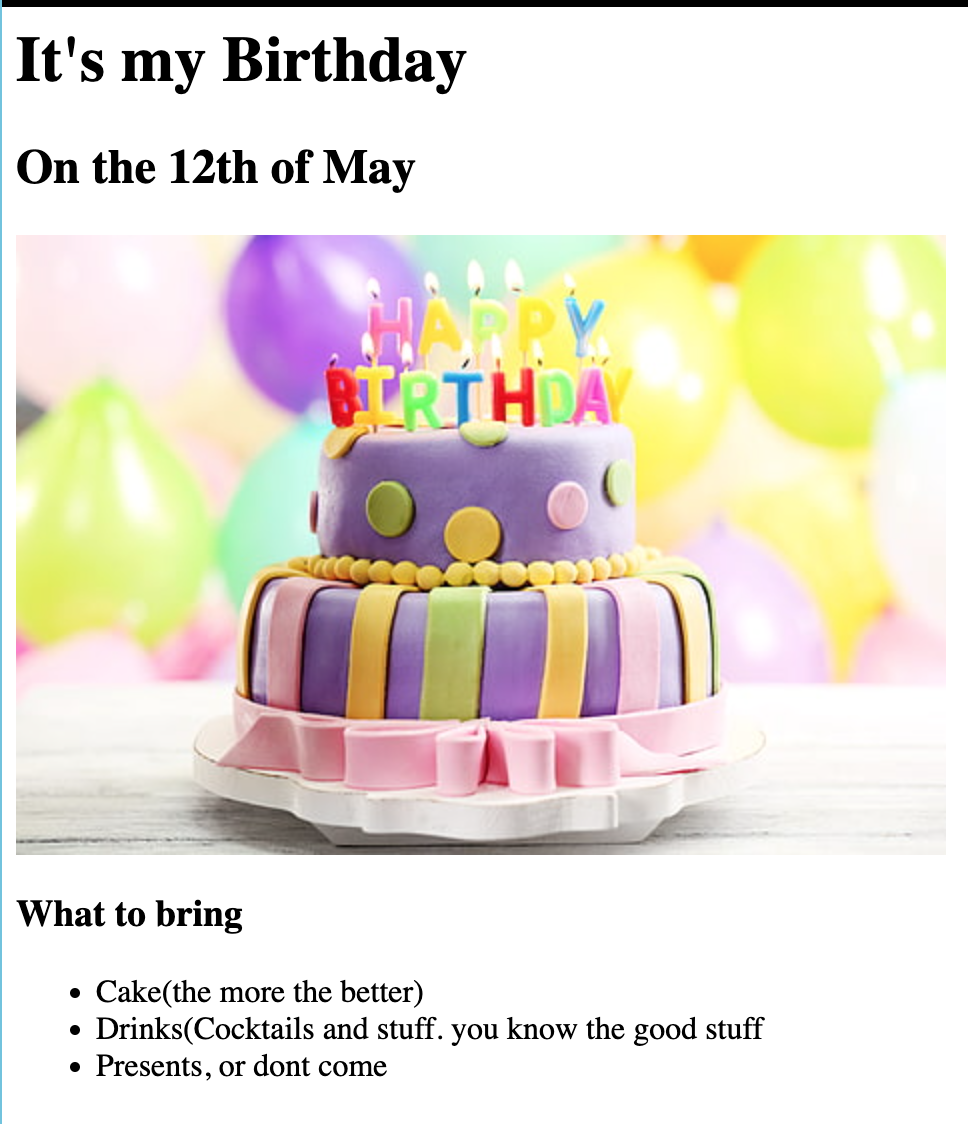 It's my Birthday
On the 12th of May
HAPPY
BIRTHDAY
What to bring
Cake(the more the better)
Drinks(Cocktails and stuff. you know the good stuff
Presents, or dont come